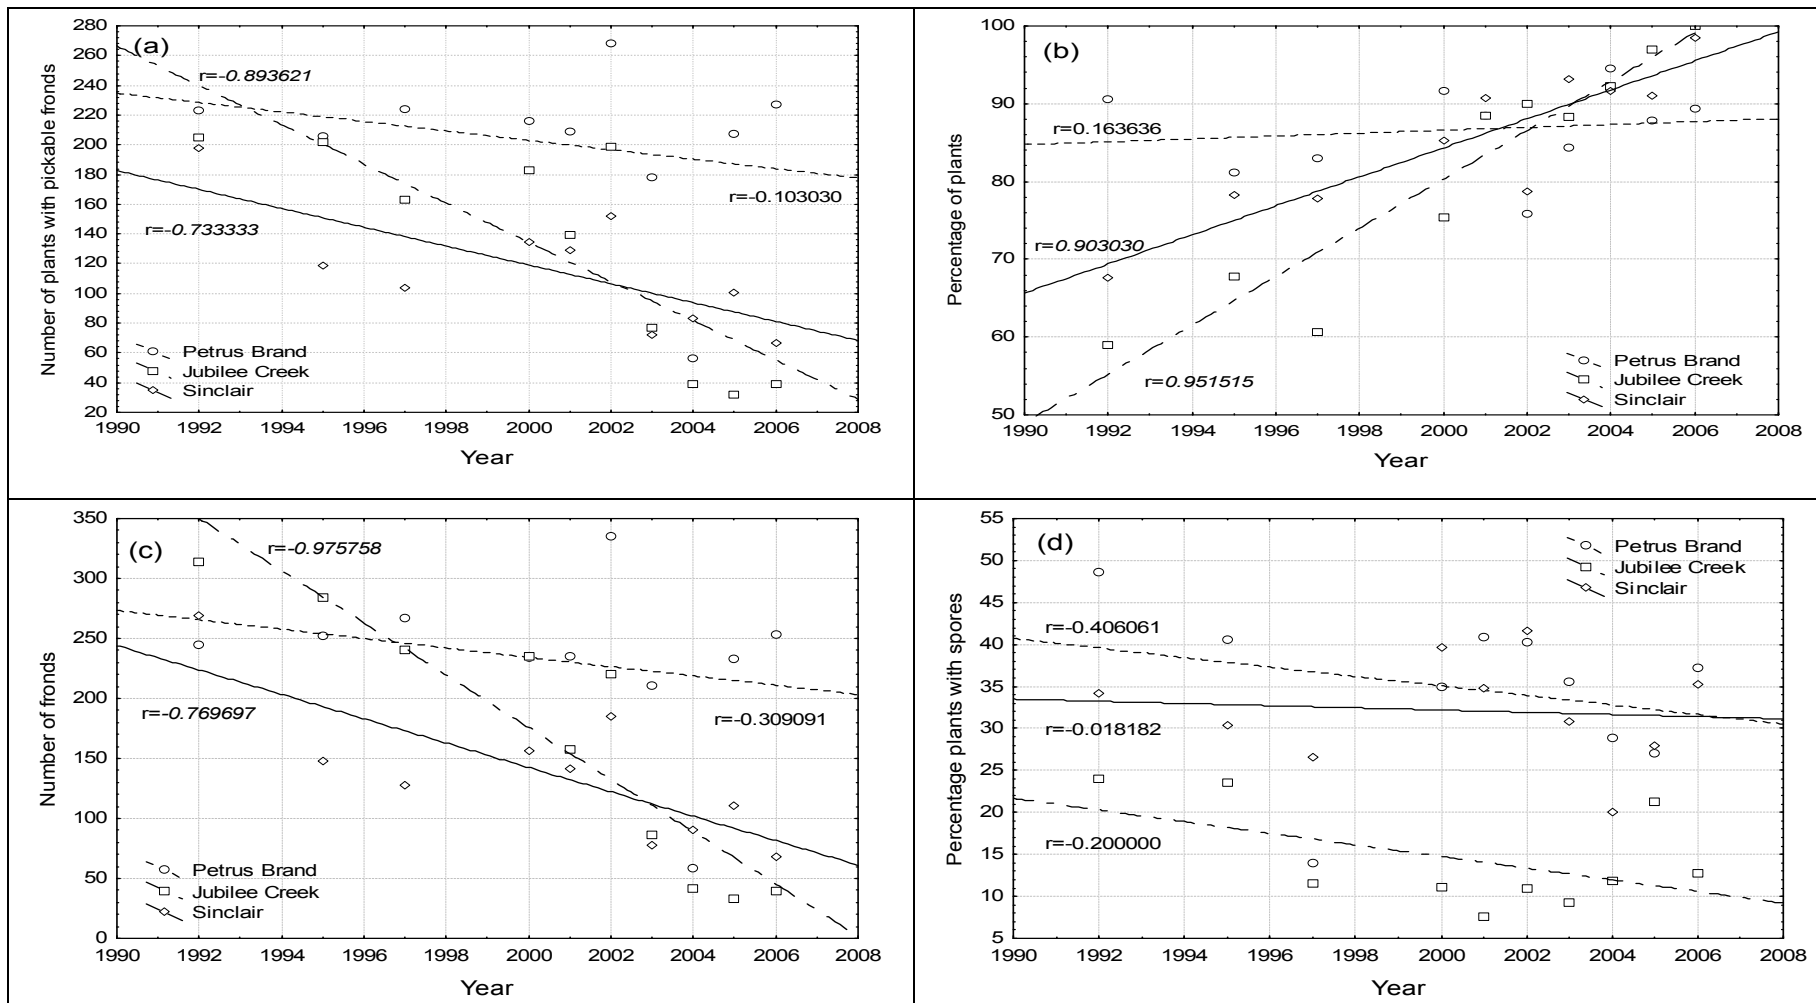 (a)
Number of plants with pickable fronds
280
260
240
220
200
180
160
140
120
100
80
60
40
20
r=-0.893621
r=-0.103030
r=-0.733333
Petrus Brand
Jubilee Creek
Sinclair
1990 1992 1994 1996 1998 2000 2002 2004 2006 2008
Year
(b)
Percentage of plants
100
90
80
70
60
50
r=0.163636
r=0.903030
r=0.951515
Petrus Brand
Jubilee Creek
Sinclair
1990 1992 1994 1996 1998 2000 2002 2004 2006 2008
Year
(c)
Number of fronds
350
300
250
200
150
100
50
0
r=-0.975758
r=-0.769697
r=-0.309091
Petrus Brand
Jubilee Creek
Sinclair
1990 1992 1994 1996 1998 2000 2002 2004 2006 2008
Year
(d)
Percentage plants with spores
55
50
45
40
35
30
25
20
15
10
5
Petrus Brand
Jubilee Creek
Sinclair
r=-0.406061
r=-0.018182
r=-0.200000
1990 1992 1994 1996 1998 2000 2002 2004 2006 2008
Year